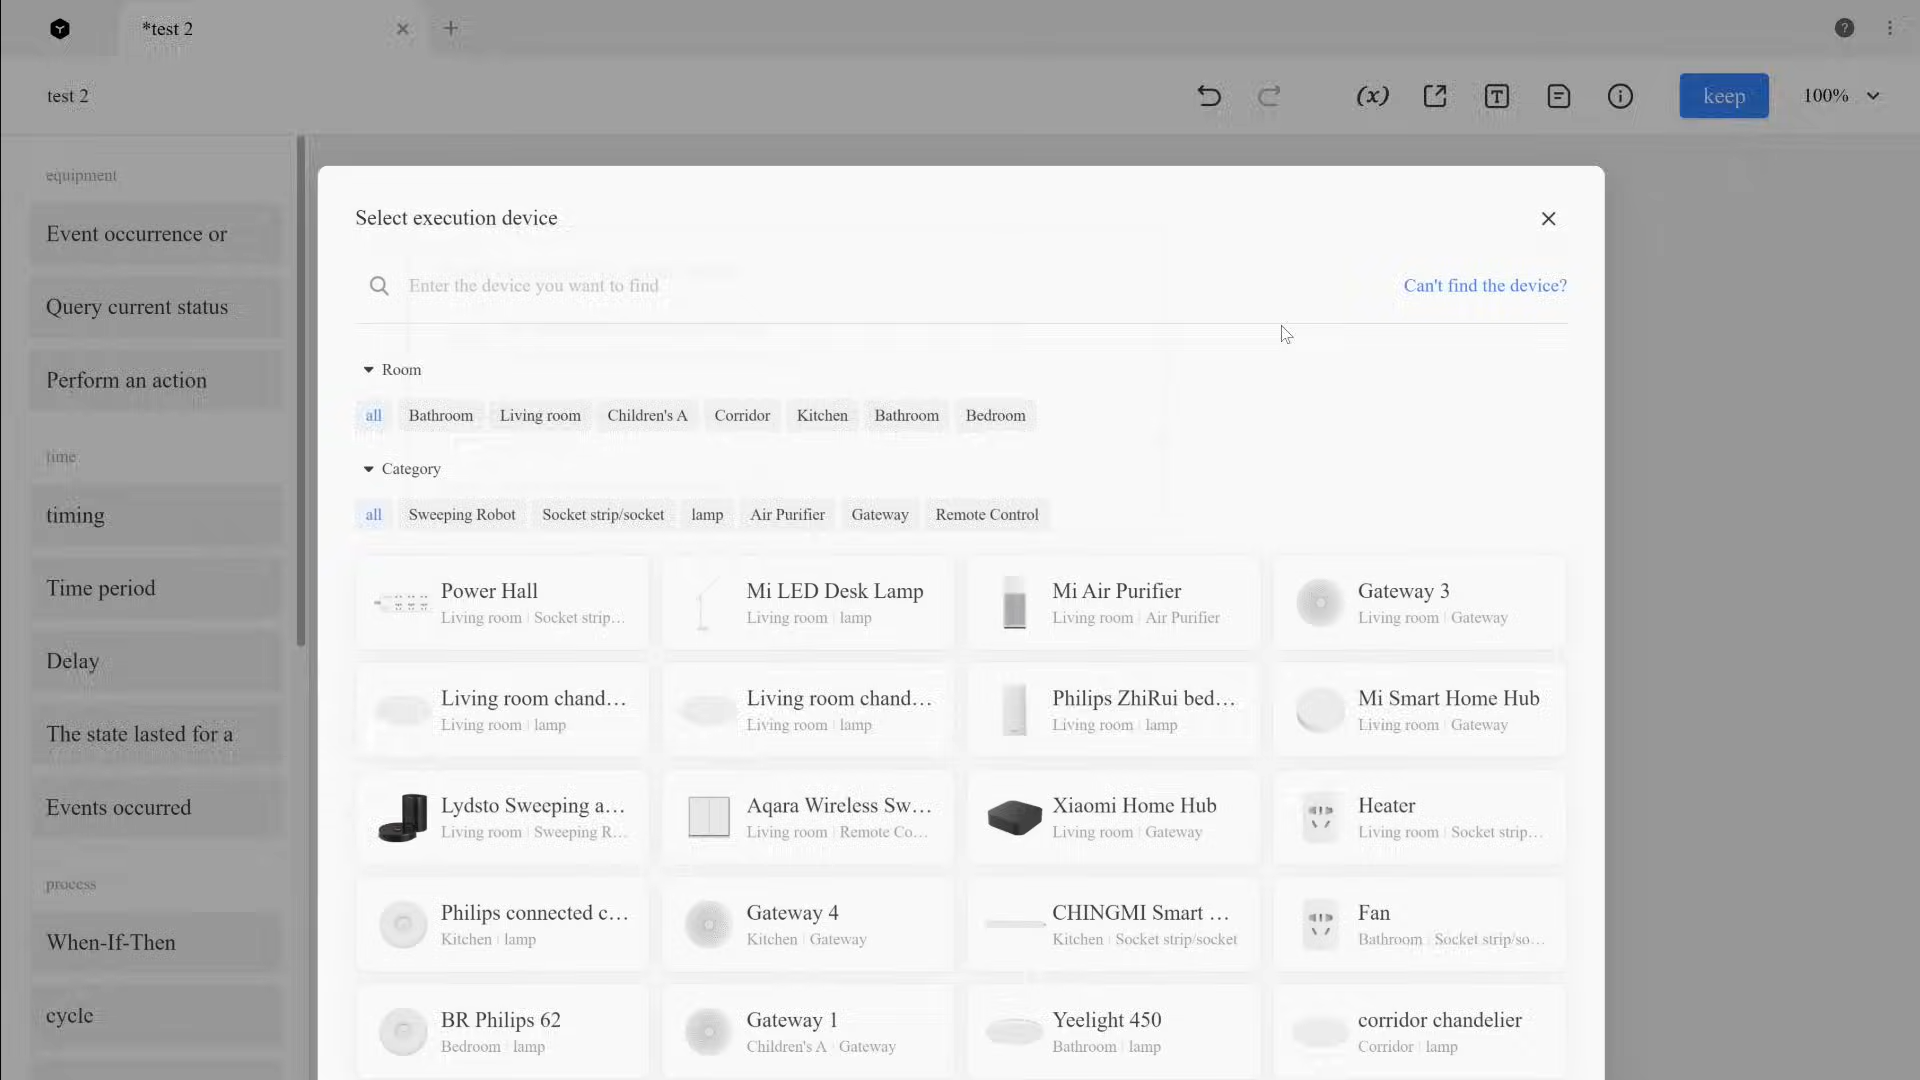 *test 2
test 2
keep
100%
equipment
Event occurrence or
Query current status
Perform an action
time
timing
Time period
Delay
The state lasted for a
Events occurred
process
When-If-Then
cycle
Select execution device
Enter the device you want to find
Can't find the device?
Room
all Bathroom Living room Children's A Corridor Kitchen Bathroom Bedroom
Category
all Sweeping Robot Socket strip/socket lamp Air Purifier Gateway Remote Control
Power Hall
Living room | Socket strip...
Mi LED Desk Lamp
Living room | lamp
Mi Air Purifier
Living room | Air Purifier
Gateway 3
Living room | Gateway
Living room chand...
Living room | lamp
Living room chand...
Living room | lamp
Philips ZhiRui bed...
Living room | lamp
Mi Smart Home Hub
Living room | Gateway
Lydsto Sweeping a...
Living room | Sweeping R...
Aqara Wireless Sw...
Living room | Remote Co...
Xiaomi Home Hub
Living room | Gateway
Heater
Living room | Socket strip...
Philips connected c...
Kitchen | lamp
Gateway 4
Kitchen | Gateway
CHINGMI Smart ...
Kitchen | Socket strip/socket
Fan
Bathroom | Socket strip/so...
BR Philips 62
Bedroom | lamp
Gateway 1
Children's A | Gateway
Yeelight 450
Bathroom | lamp
corridor chandelier
Corridor | lamp